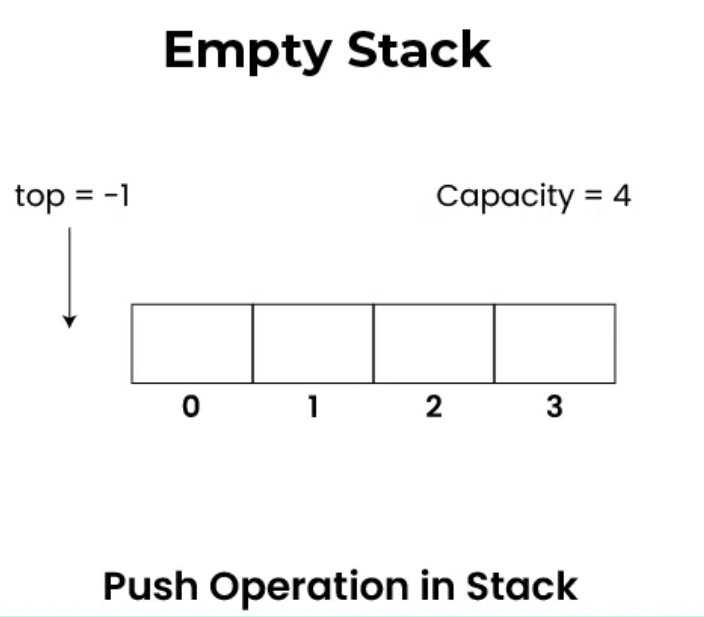 Empty Stack
top = -1
Capacity = 4
0 1 2 3
Push Operation in Stack